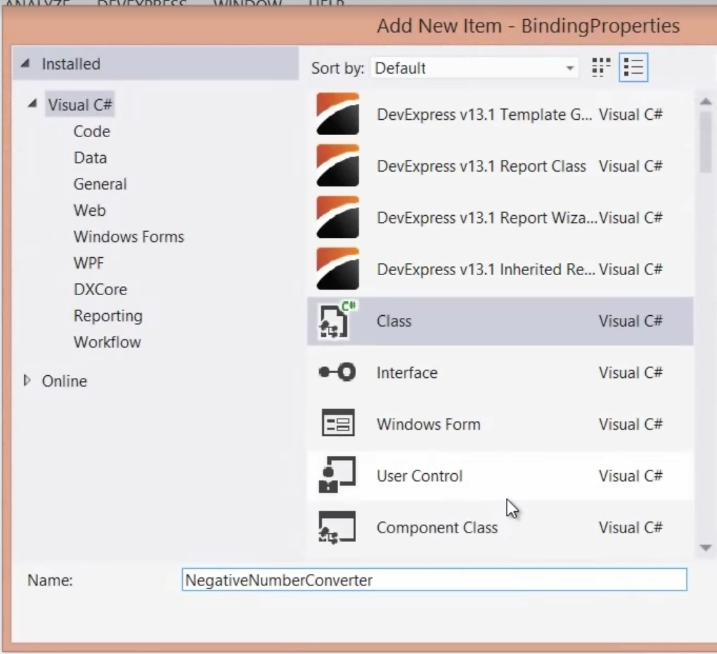 ANALYZE DEVEXPRESS WINDOW HELP
Add New Item - BindingProperties
Installed
Sort by: Default
Visual C#
Code
Data
General
Web
Windows Forms
WPF
DXCore
Reporting
Workflow
Online
DevExpress v13.1 Template G... Visual C#
DevExpress v13.1 Report Class Visual C#
DevExpress v13.1 Report Wiza... Visual C#
DevExpress v13.1 Inherited Re... Visual C#
C#
Class Visual C#
Interface Visual C#
Windows Form Visual C#
User Control Visual C#
Component Class Visual C#
Name: NegativeNumberConverter